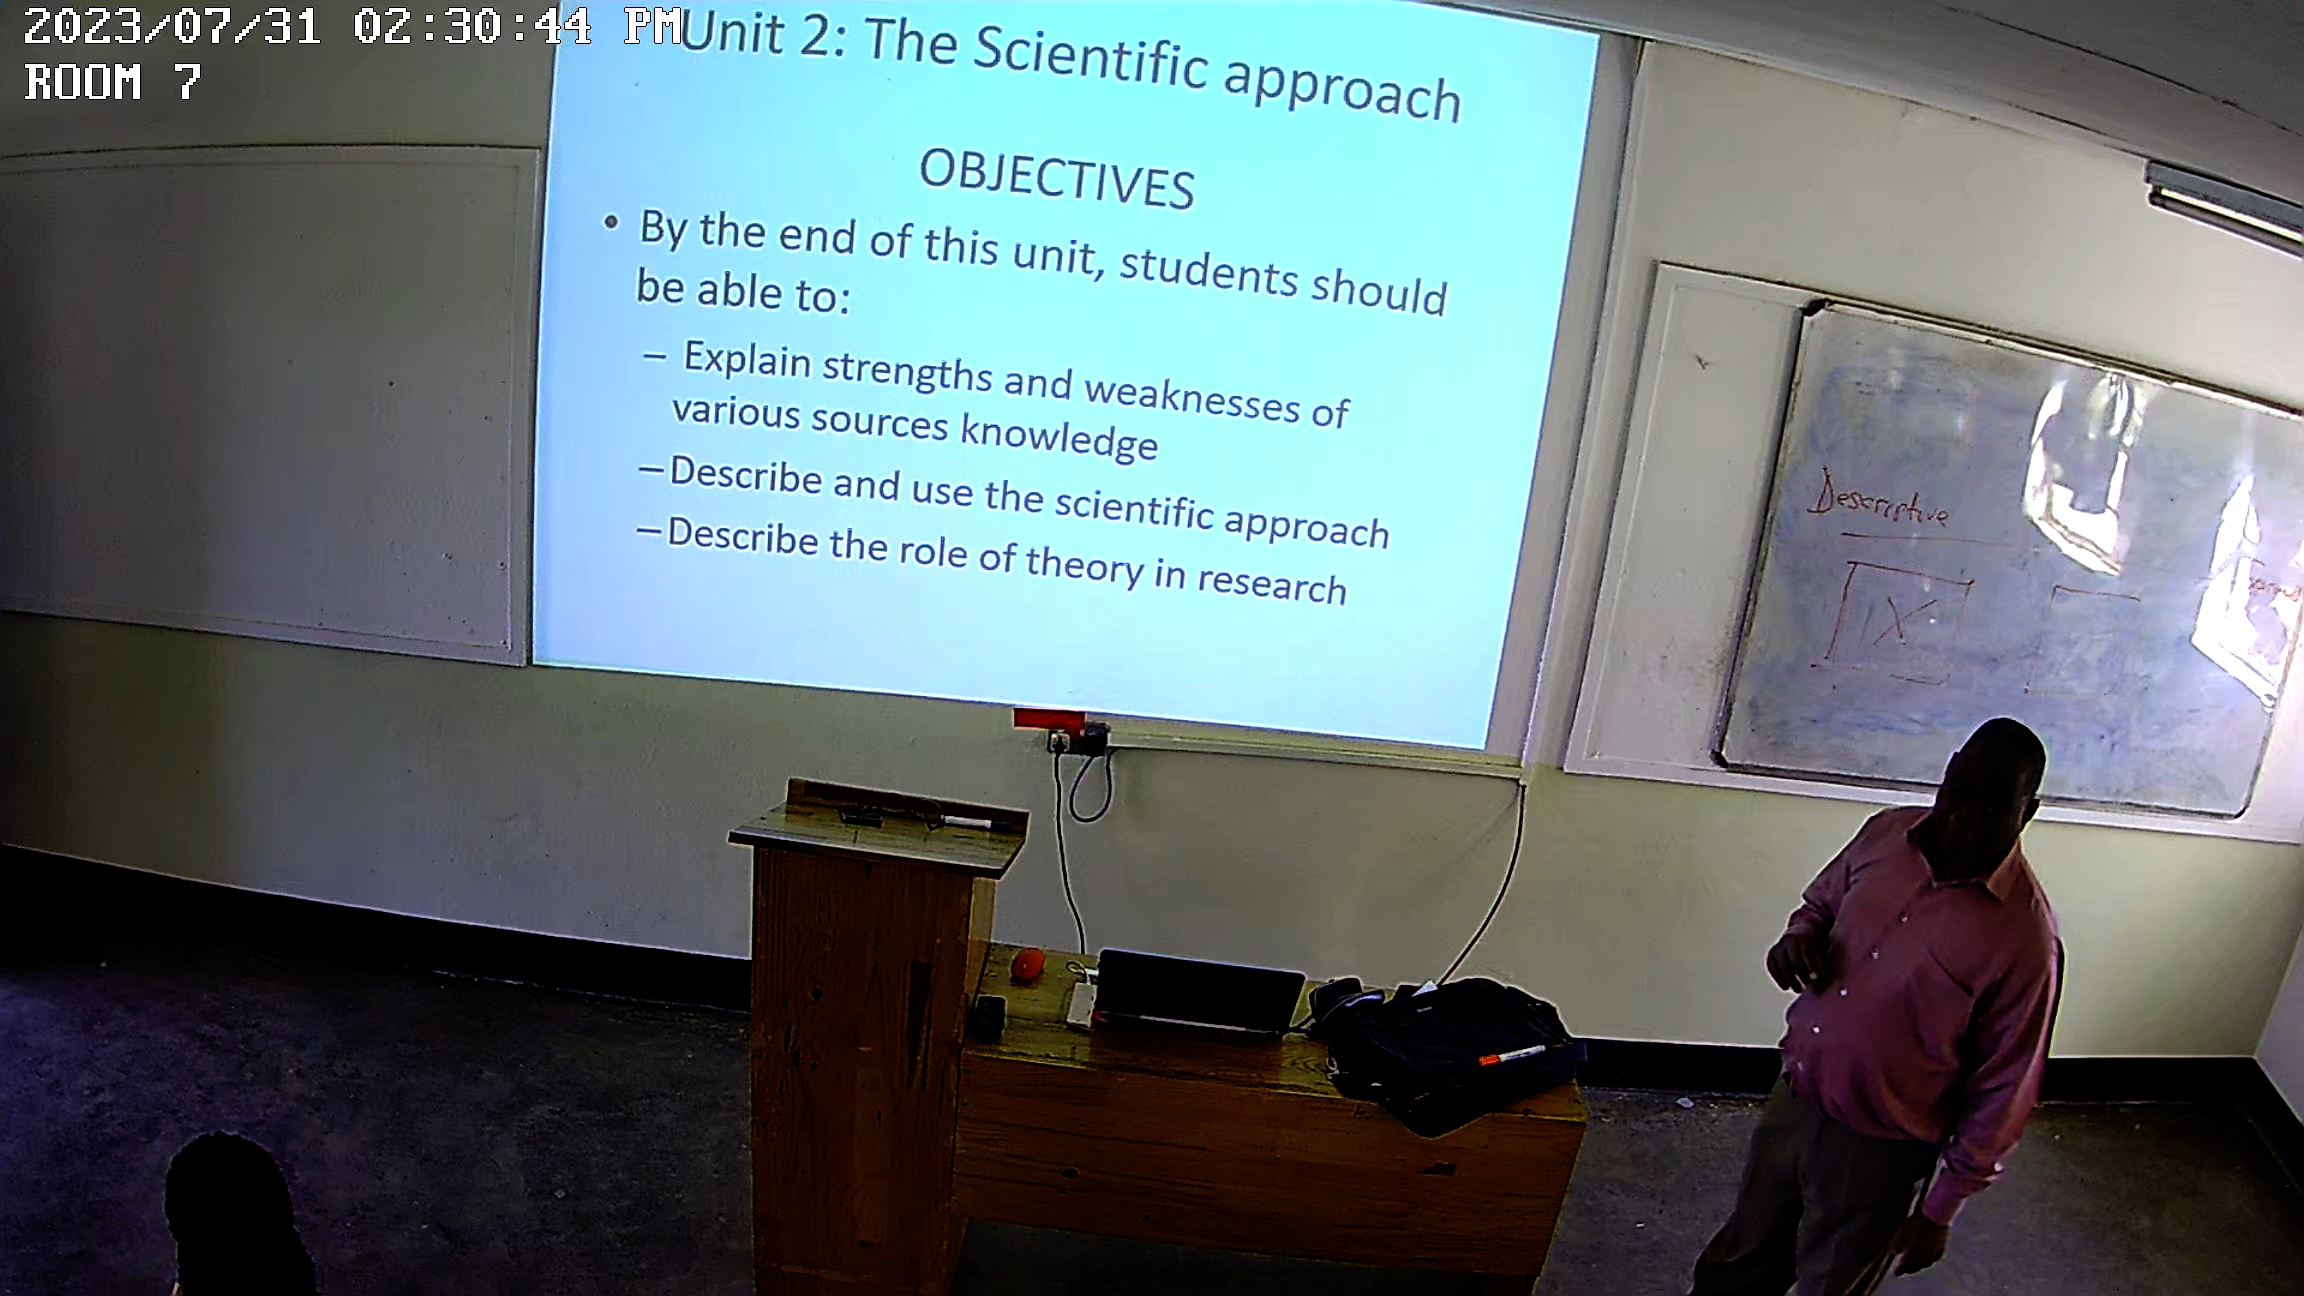 2023/07/31 02:30:44 PM
ROOM 7
Unit 2: The Scientific approach
OBJECTIVES
• By the end of this unit, students should
be able to:
– Explain strengths and weaknesses of
various sources knowledge
–Describe and use the scientific approach
–Describe the role of theory in research
Descriptive
X